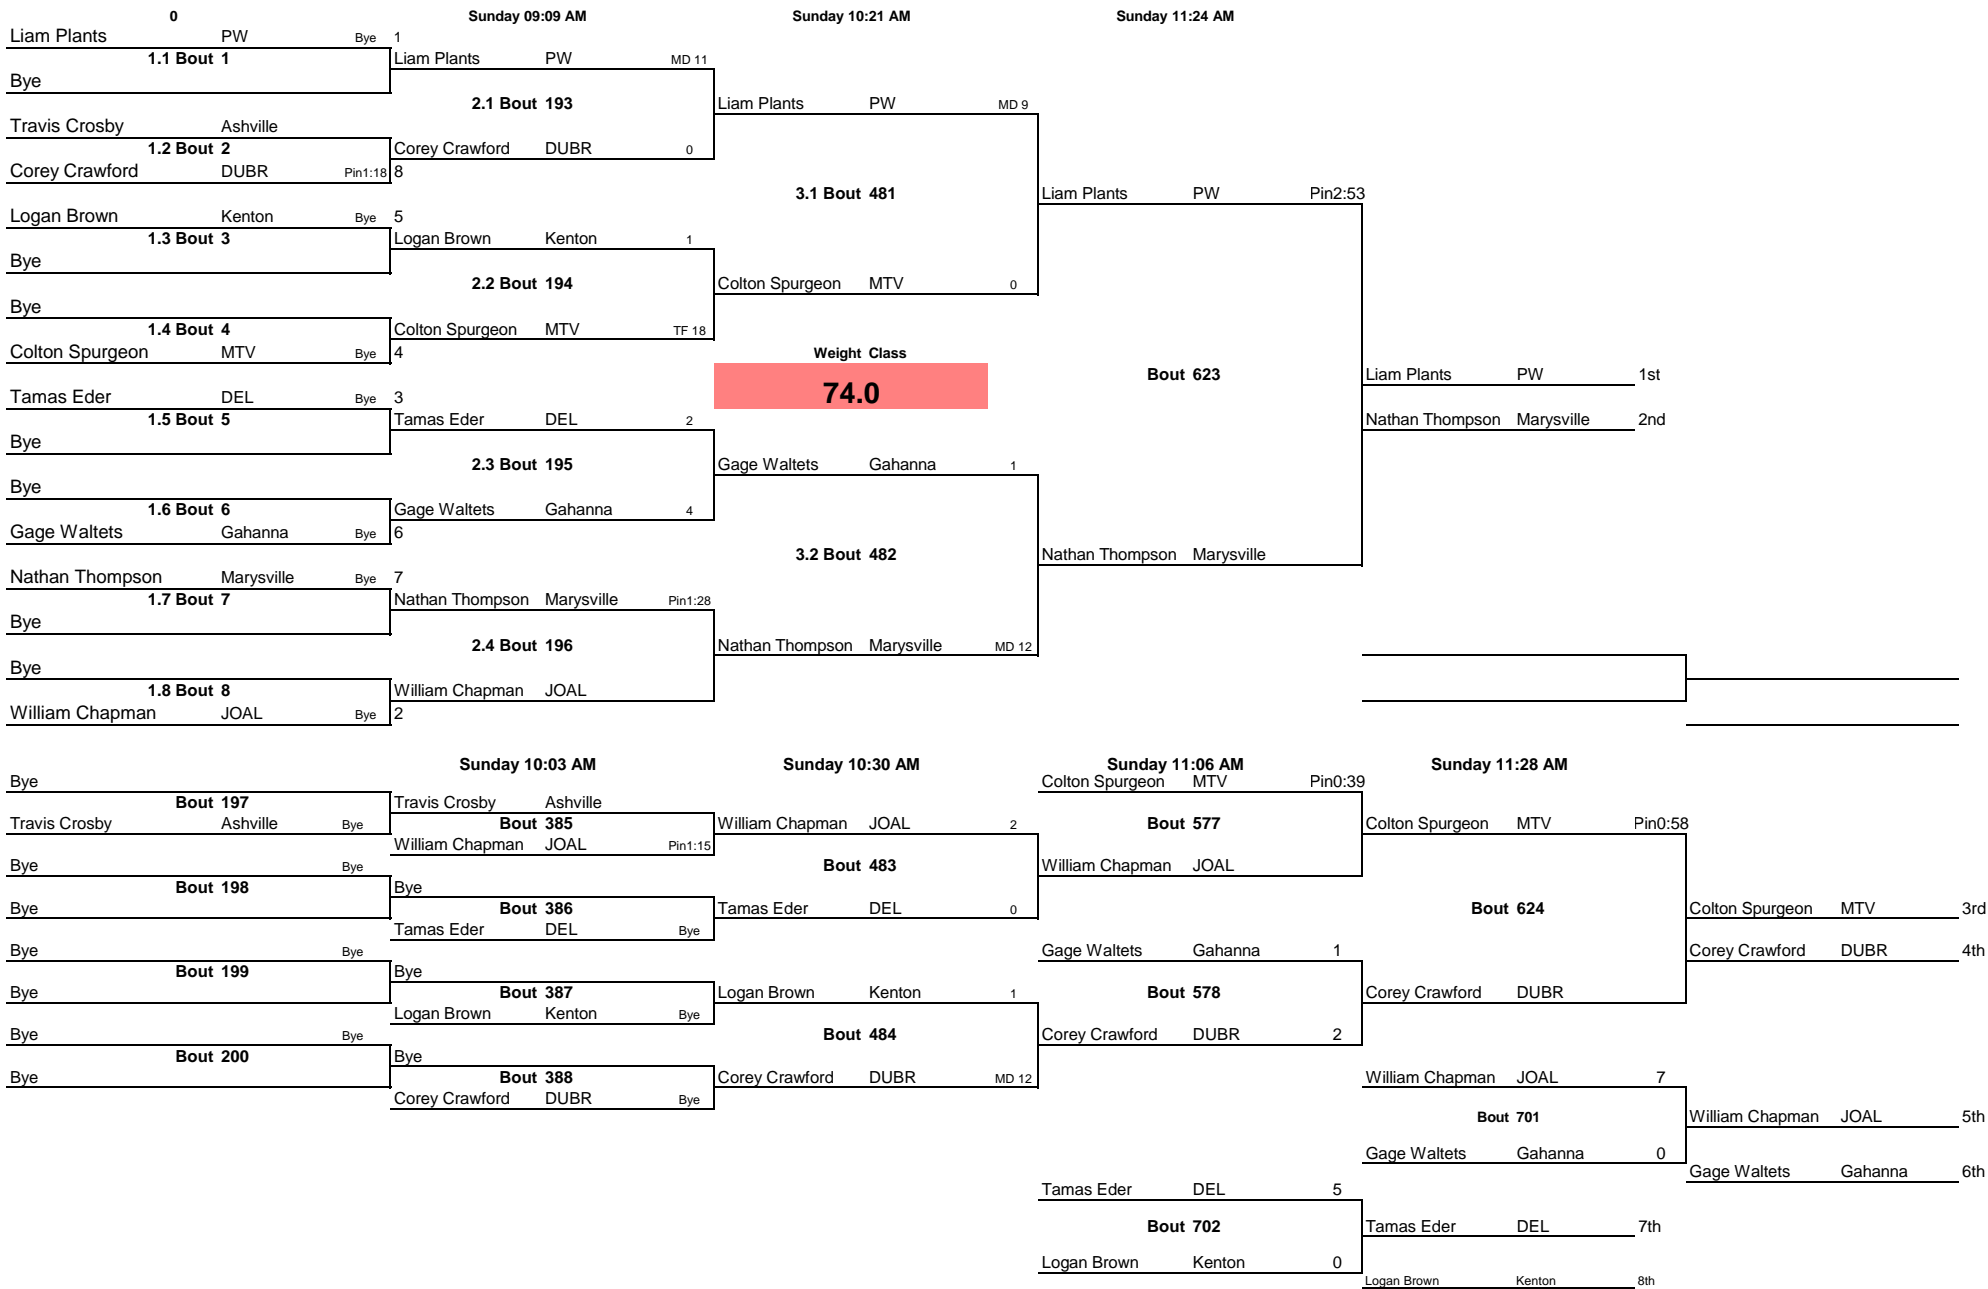 0 Sunday 09:09 AM Sunday 10:21 AM Sunday 11:24 AM
Liam Plants PW Bye 1
1.1 Bout 1 Liam Plants PW MD 11
Bye
2.1 Bout 193 Liam Plants PW MD 9
Travis Crosby Ashville
1.2 Bout 2 Corey Crawford DUBR 0
Corey Crawford DUBR Pin1:18 8
3.1 Bout 481 Liam Plants PW Pin2:53
Logan Brown Kenton Bye 5
1.3 Bout 3 Logan Brown Kenton 1
Bye
2.2 Bout 194 Colton Spurgeon MTV 0
Bye
1.4 Bout 4 Colton Spurgeon MTV TF 18
Colton Spurgeon MTV Bye 4 Weight Class
Bout 623 Liam Plants PW 1st
Tamas Eder DEL Bye 3 74.0
1.5 Bout 5 Tamas Eder DEL 2 Nathan Thompson Marysville 2nd
Bye
2.3 Bout 195 Gage Waltets Gahanna 1
Bye
1.6 Bout 6 Gage Waltets Gahanna 4
Gage Waltets Gahanna Bye 6
3.2 Bout 482 Nathan Thompson Marysville
Nathan Thompson Marysville Bye 7
1.7 Bout 7 Nathan Thompson Marysville Pin1:28
Bye
2.4 Bout 196 Nathan Thompson Marysville MD 12
Bye
1.8 Bout 8 William Chapman JOAL
William Chapman JOAL Bye 2
Sunday 10:03 AM Sunday 10:30 AM Sunday 11:06 AM Sunday 11:28 AM
Bye Colton Spurgeon MTV Pin0:39
Bout 197 Travis Crosby Ashville
Travis Crosby Ashville Bye Bout 385 William Chapman JOAL 2 Bout 577 Colton Spurgeon MTV Pin0:58
William Chapman JOAL Pin1:15
Bye Bye Bout 483 William Chapman JOAL
Bout 198 Bye
Bye Bout 386 Tamas Eder DEL 0 Bout 624 Colton Spurgeon MTV 3rd
Tamas Eder DEL Bye
Bye Bye Gage Waltets Gahanna 1 Corey Crawford DUBR 4th
Bout 199 Bye
Bye Bout 387 Logan Brown Kenton 1 Bout 578 Corey Crawford DUBR
Logan Brown Kenton Bye
Bye Bye Bout 484 Corey Crawford DUBR 2
Bout 200 Bye
Bye Bout 388 Corey Crawford DUBR MD 12 William Chapman JOAL 7
Corey Crawford DUBR Bye
Bout 701 William Chapman JOAL 5th
Gage Waltets Gahanna 0
Gage Waltets Gahanna 6th
Tamas Eder DEL 5
Bout 702 Tamas Eder DEL 7th
Logan Brown Kenton 0
Logan Brown Kenton 8th